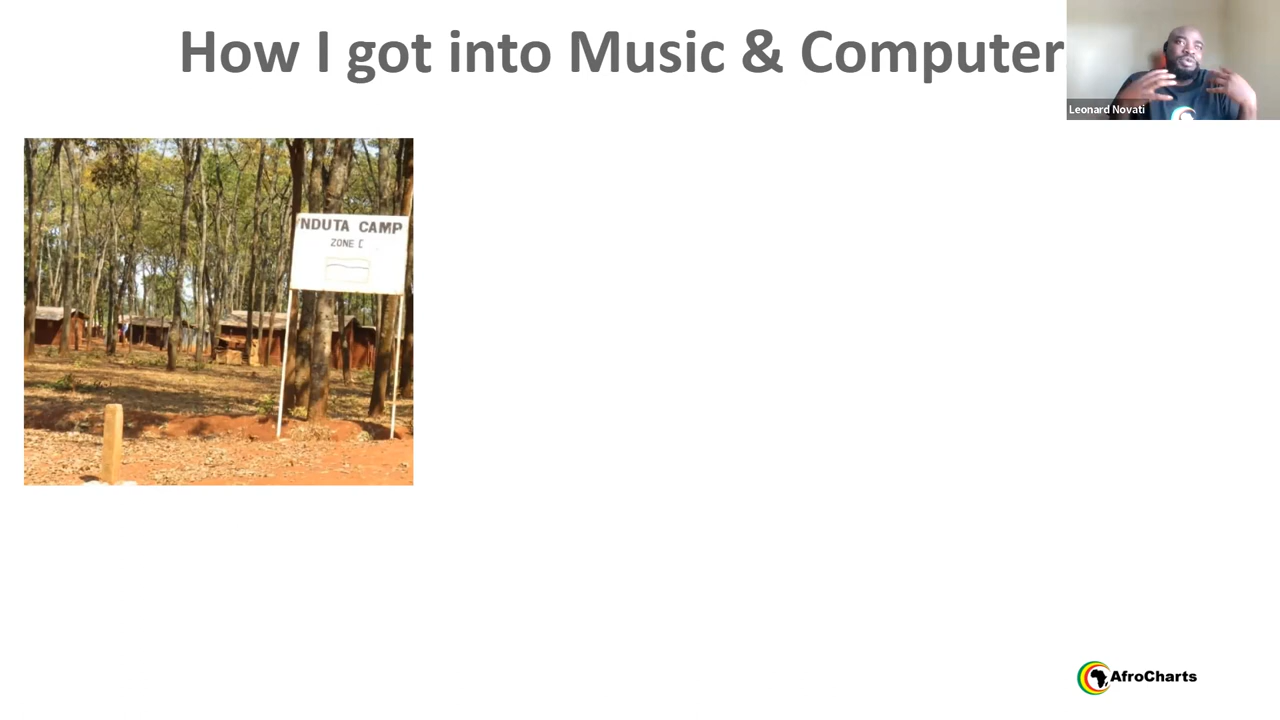 How I got into Music & Computer
Leonard Novati
NDUTA CAMP
ZONE
AfroCharts